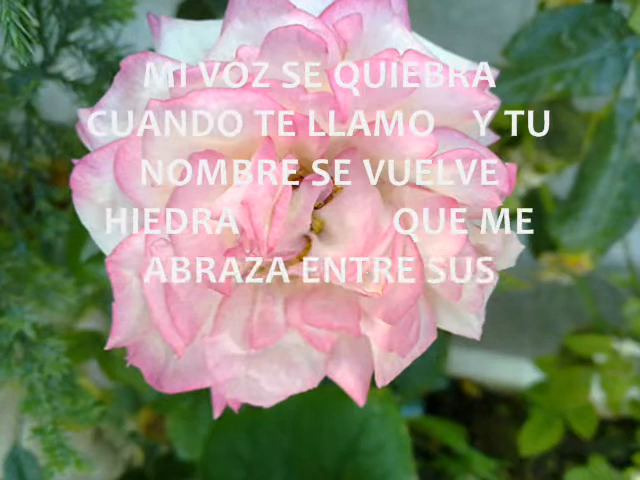 MI VOZ SE QUIEBRA
CUANDO TE LLAMO Y TU
NOMBRE SE VUELVE
HIEDRA QUE ME
ABRAZA ENTRE SUS